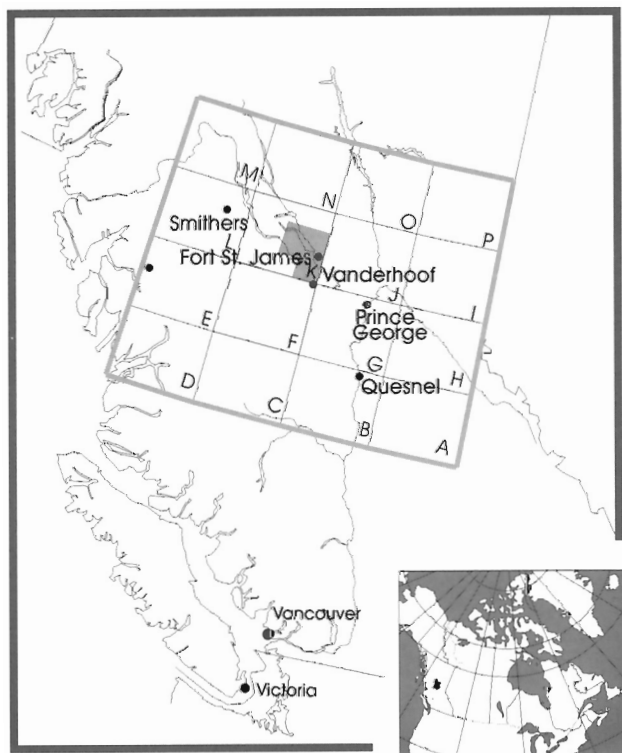 M
N
O
P
Smithers
L
Fort St. James
K
Vanderhoof
J
I
Prince
George
E
F
G
H
Quesnel
D
C
B
A
Vancouver
Victoria